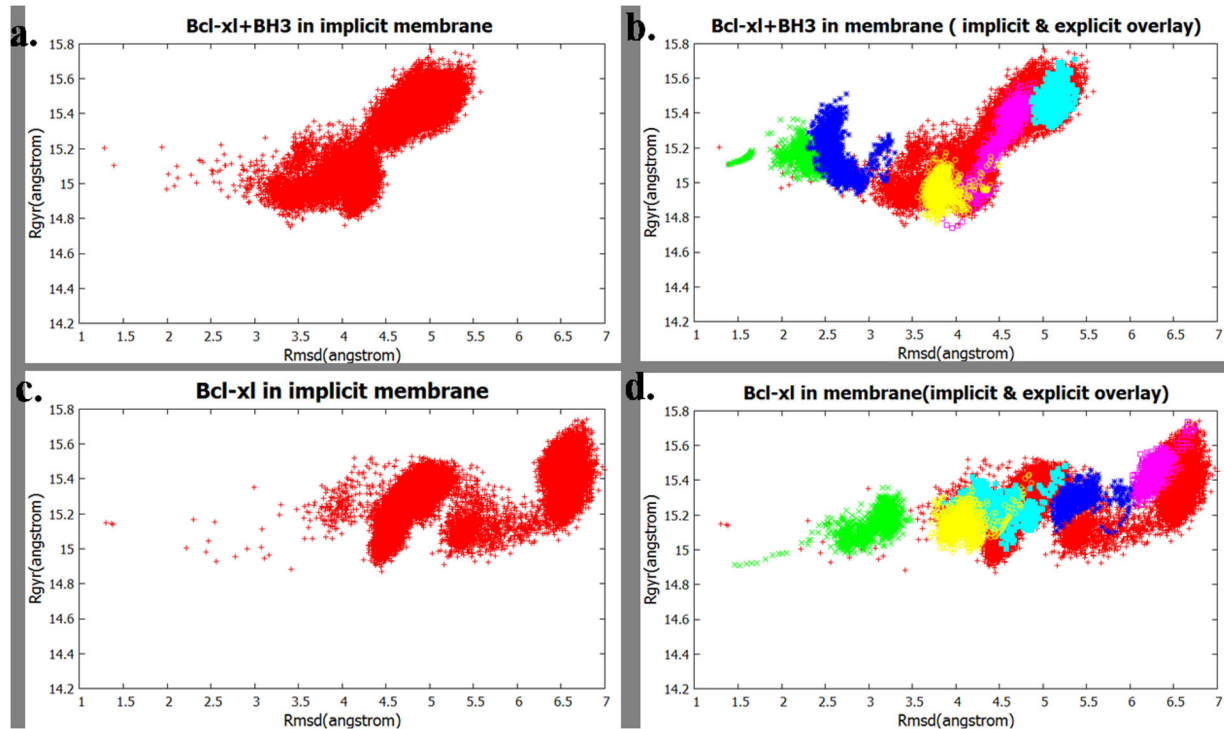 a.
Bcl-xl+BH3 in implicit membrane
15.8
15.6
15.4
15.2
15
14.8
14.6
14.4
14.2
Rgyr(angstrom)
1 1.5 2 2.5 3 3.5 4 4.5 5 5.5 6 6.5 7
Rmsd(angstrom)
b.
Bcl-xl+BH3 in membrane ( implicit & explicit overlay)
15.8
15.6
15.4
15.2
15
14.8
14.6
14.4
14.2
Rgyr(angstrom)
1 1.5 2 2.5 3 3.5 4 4.5 5 5.5 6 6.5 7
Rmsd(angstrom)
c.
Bcl-xl in implicit membrane
15.8
15.6
15.4
15.2
15
14.8
14.6
14.4
14.2
Rgyr(angstrom)
1 1.5 2 2.5 3 3.5 4 4.5 5 5.5 6 6.5 7
Rmsd(angstrom)
d.
Bcl-xl in membrane(implicit & explicit overlay)
15.8
15.6
15.4
15.2
15
14.8
14.6
14.4
14.2
Rgyr(angstrom)
1 1.5 2 2.5 3 3.5 4 4.5 5 5.5 6 6.5 7
Rmsd(angstrom)